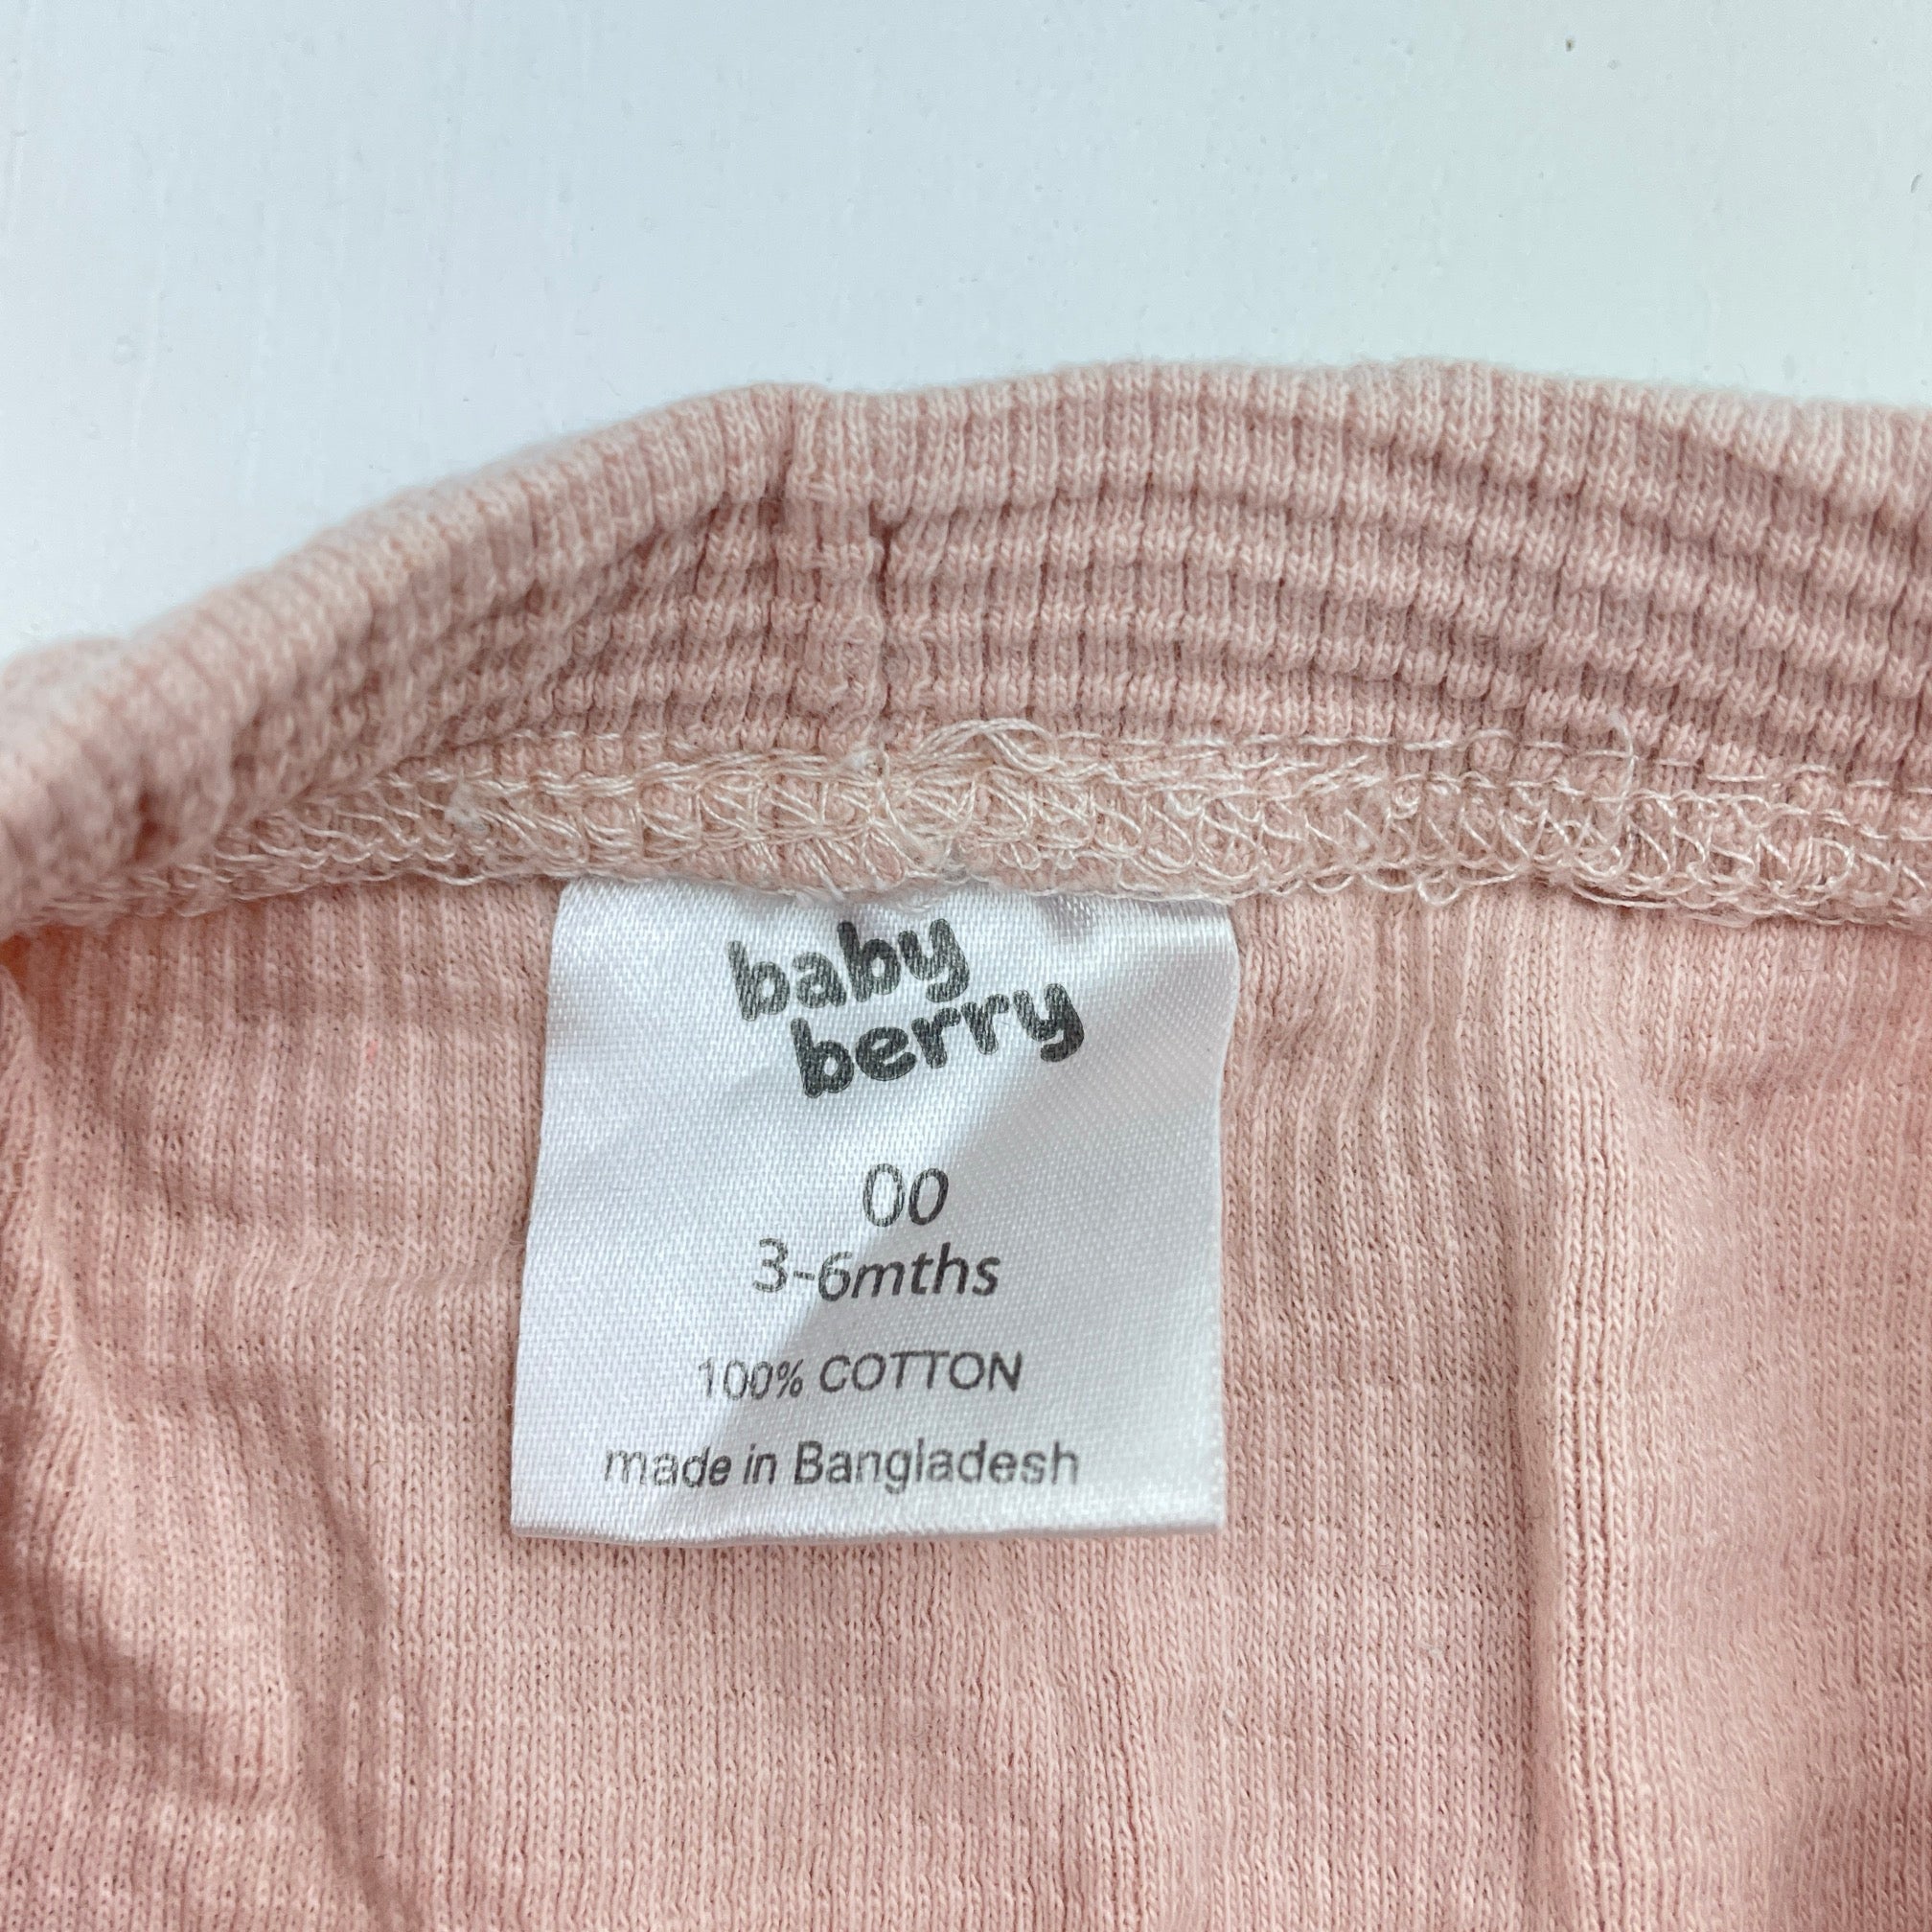 baby
berry
00
3-6mths
100% COTTON
made in Bangladesh